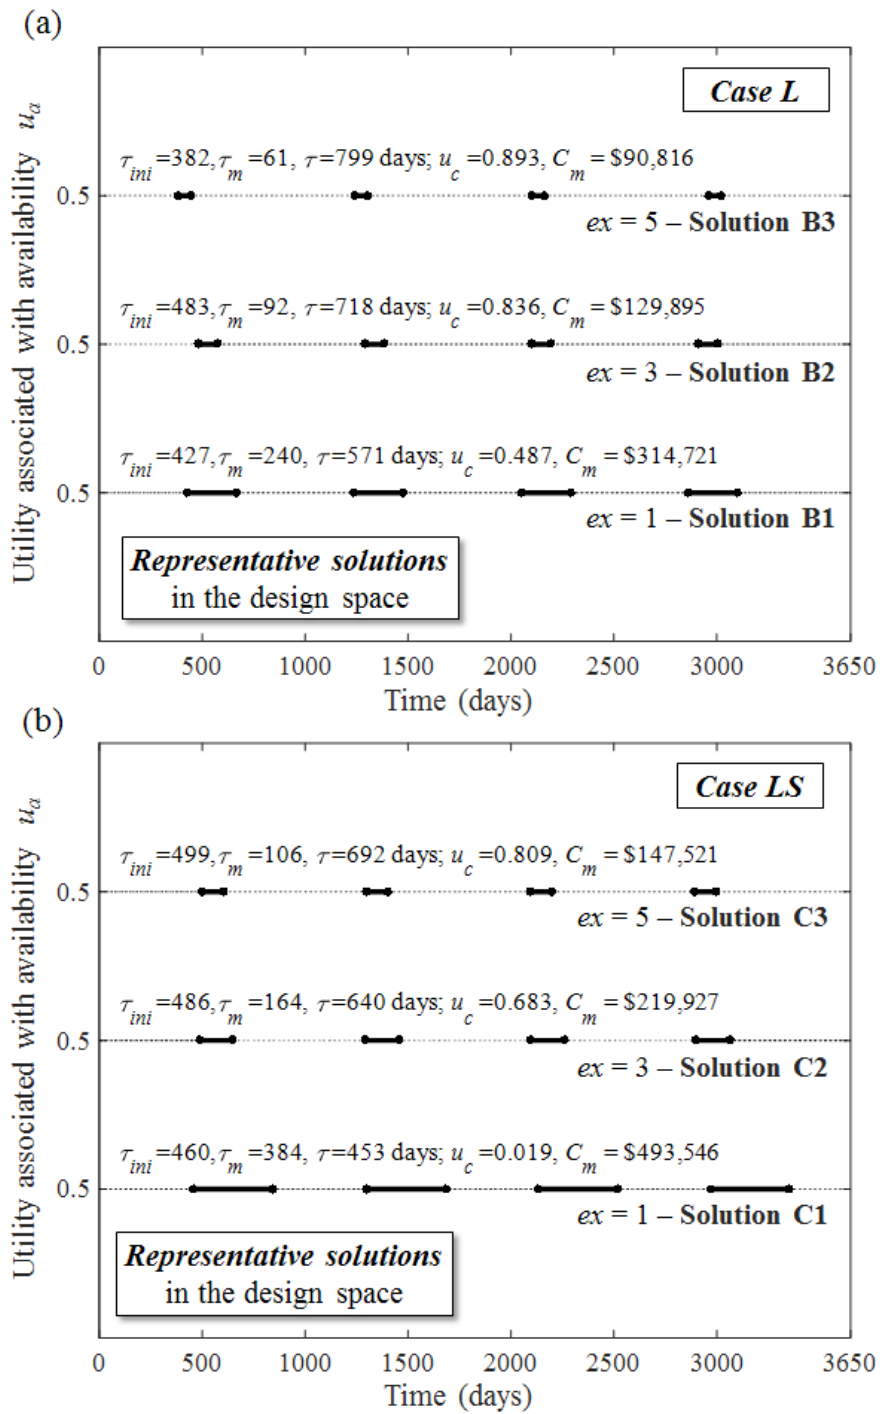 (a)
Case L
τini =382,τm =61, τ=799 days; uc =0.893, Cm =$90,816
0.5
ex = 5 – Solution B3
τini =483,τm =92, τ=718 days; uc =0.836, Cm =$129,895
0.5
ex = 3 – Solution B2
τini =427,τm =240, τ=571 days; uc =0.487, Cm =$314,721
0.5
ex = 1 – Solution B1
Representative solutions
in the design space
Utility associated with availability uα
0 500 1000 1500 2000 2500 3000 3650
Time (days)
(b)
Case LS
τini =499,τm =106, τ=692 days; uc =0.809, Cm =$147,521
0.5
ex = 5 – Solution C3
τini =486,τm =164, τ=640 days; uc =0.683, Cm =$219,927
0.5
ex = 3 – Solution C2
τini =460,τm =384, τ=453 days; uc =0.019, Cm =$493,546
0.5
ex = 1 – Solution C1
Representative solutions
in the design space
Utility associated with availability uα
0 500 1000 1500 2000 2500 3000 3650
Time (days)